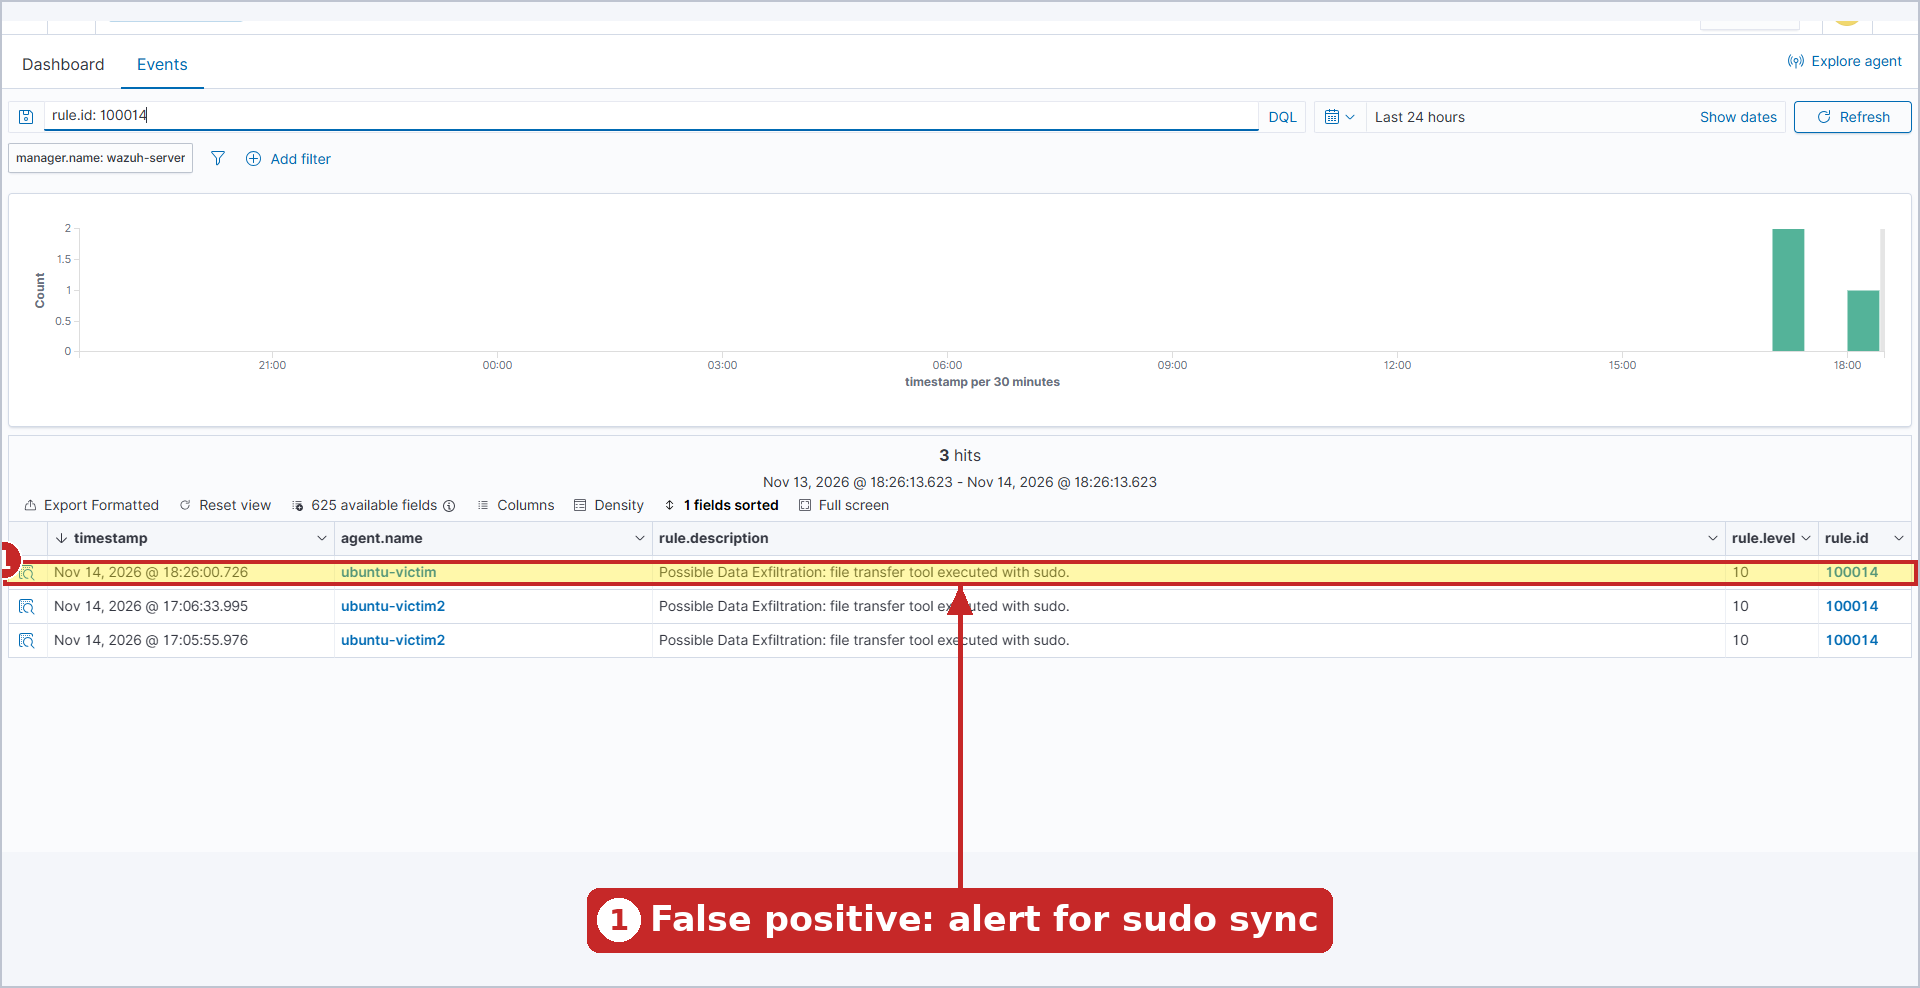 Dashboard Events Explore agent
rule.id: 100014 DQL Last 24 hours Show dates Refresh
manager.name: wazuh-server Add filter
2
1.5
1
0.5
0
Count
21:00 00:00 03:00 06:00 09:00 12:00 15:00 18:00
timestamp per 30 minutes
3 hits
Nov 13, 2026 @ 18:26:13.623 - Nov 14, 2026 @ 18:26:13.623
Export Formatted Reset view 625 available fields Columns Density 1 fields sorted Full screen
timestamp agent.name rule.description rule.level rule.id
1
Nov 14, 2026 @ 18:26:00.726 ubuntu-victim Possible Data Exfiltration: file transfer tool executed with sudo. 10 100014
Nov 14, 2026 @ 17:06:33.995 ubuntu-victim2 Possible Data Exfiltration: file transfer tool executed with sudo. 10 100014
Nov 14, 2026 @ 17:05:55.976 ubuntu-victim2 Possible Data Exfiltration: file transfer tool executed with sudo. 10 100014
1 False positive: alert for sudo sync